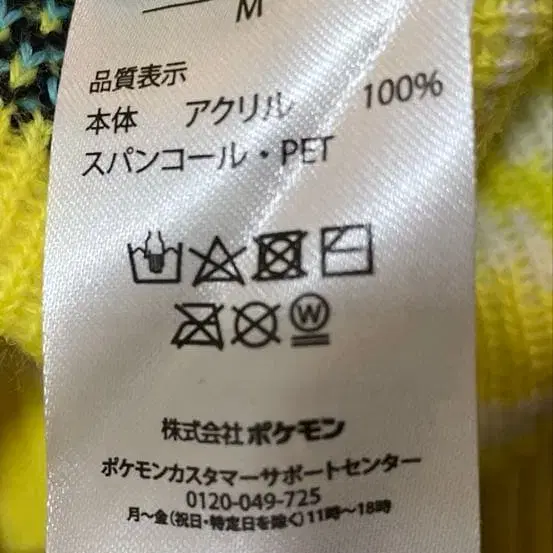 M
品質表示
本体 アクリル 100%
スパンコール・PET
W
株式会社ポケモン
ポケモンカスタマーサポートセンター
0120-049-725
月〜金(祝日・特定日を除く)11時〜18時